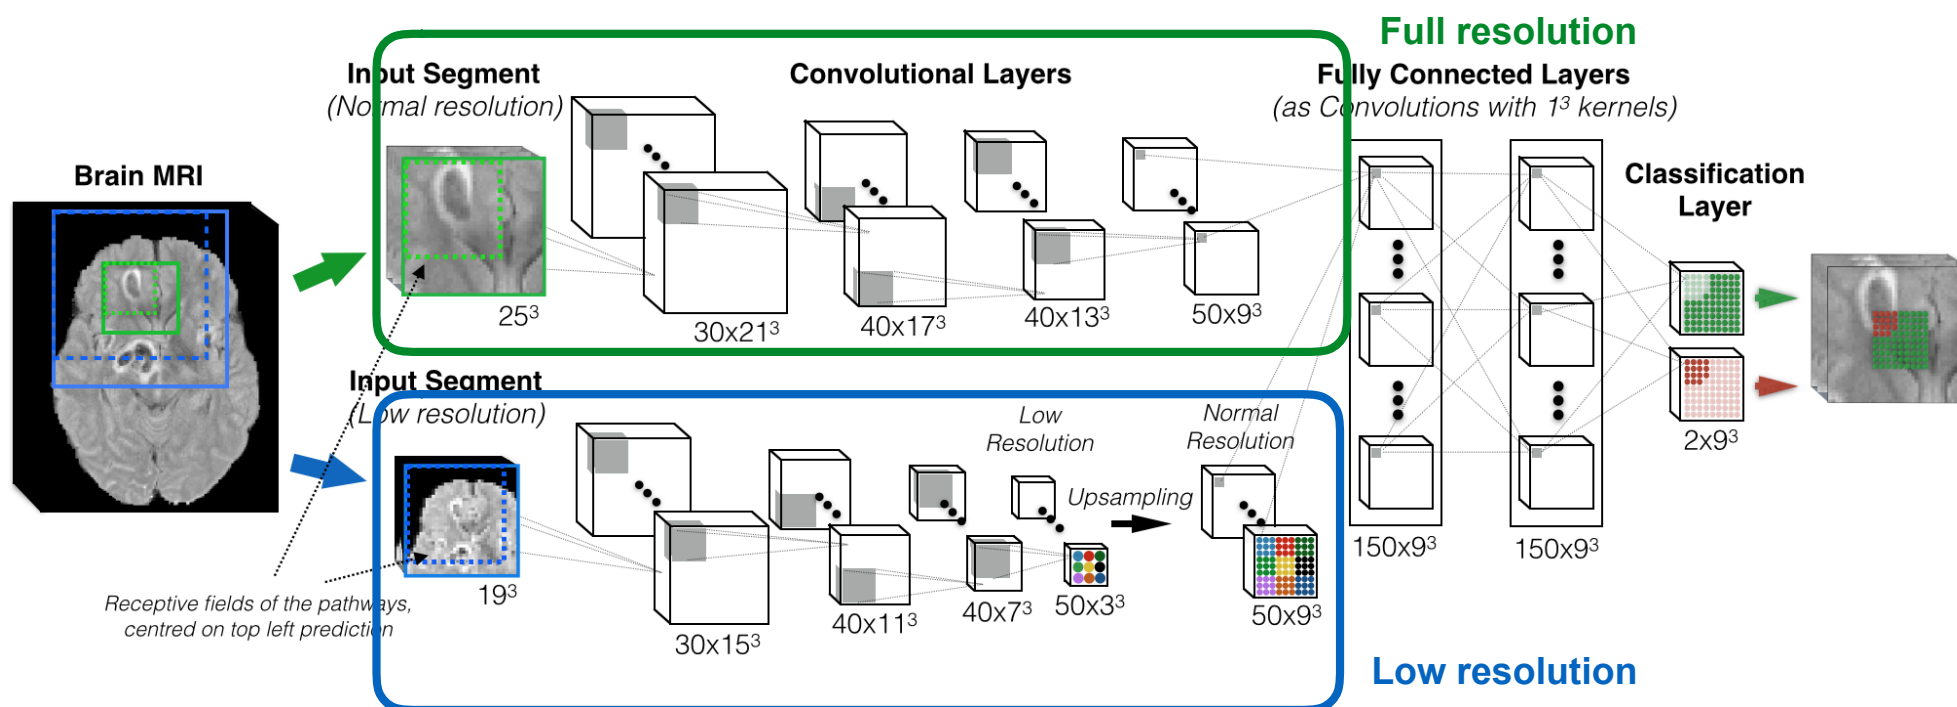 Full resolution
Input Segment
(Normal resolution)
Convolutional Layers
Fully Connected Layers
(as Convolutions with 1³ kernels)
Brain MRI
Classification
Layer
25³
30x21³
40x17³
40x13³
50x9³
Input Segment
(Low resolution)
Low
Resolution
Normal
Resolution
Upsampling
2x9³
150x9³
150x9³
19³
30x15³
40x11³
40x7³
50x3³
50x9³
Receptive fields of the pathways,
centred on top left prediction
Low resolution